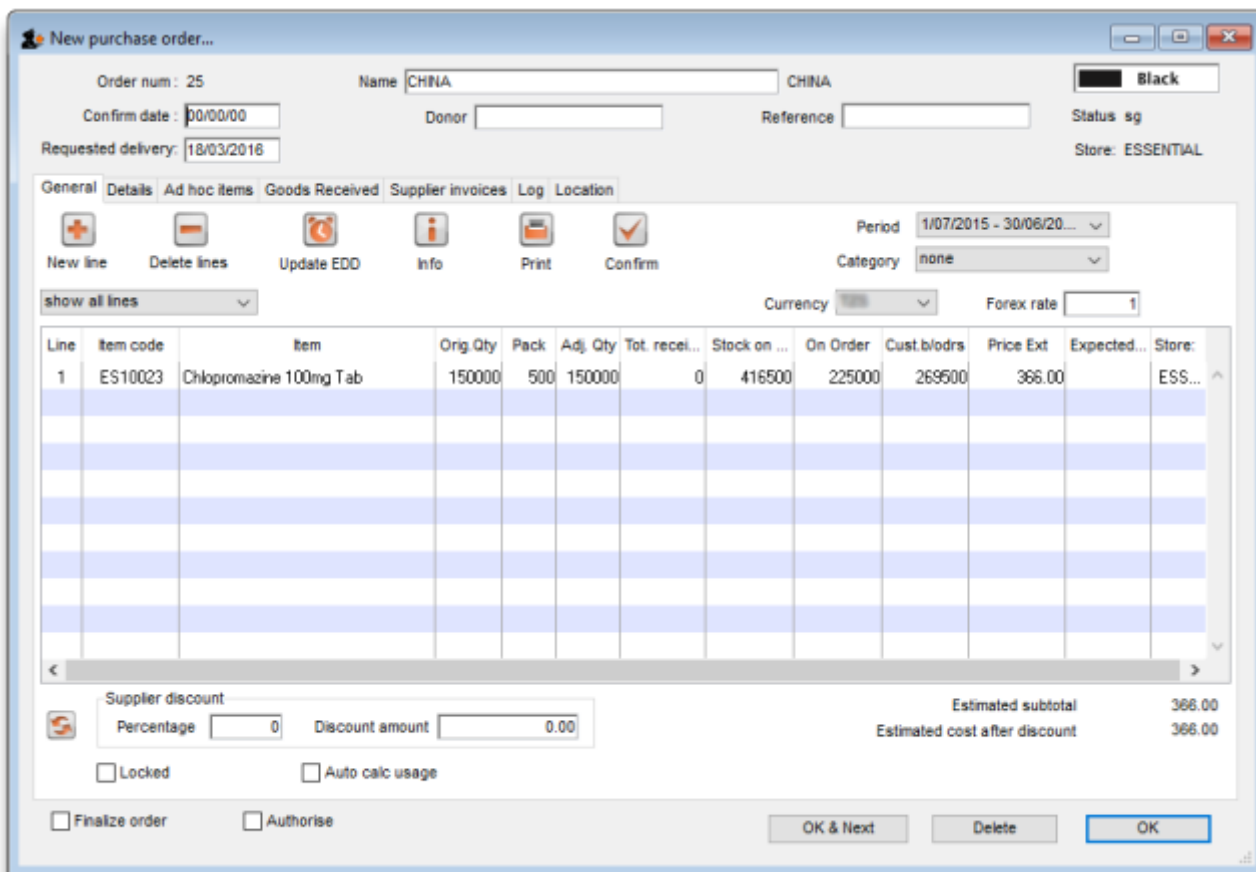 New purchase order...
Order num : 25
Name CHINA
CHINA
Black
Confirm date : 00/00/00
Donor
Reference
Status sg
Requested delivery: 18/03/2016
Store: ESSENTIAL
General Details Ad hoc items Goods Received Supplier invoices Log Location
New line Delete lines Update EDD Info Print Confirm
Period 1/07/2015 - 30/06/20...
Category none
show all lines
Currency
Forex rate 1
Line Item code Item Orig.Qty Pack Adj. Qty Tot. recei... Stock on ... On Order Cust.b/odrs Price Ext Expected... Store:
1 ES10023 Chlopromazine 100mg Tab 150000 500 150000 0 416500 225000 269500 366.00 ESS...
Supplier discount
Percentage 0 Discount amount 0.00
Estimated subtotal 366.00
Estimated cost after discount 366.00
Locked Auto calc usage
Finalize order Authorise
OK & Next Delete OK